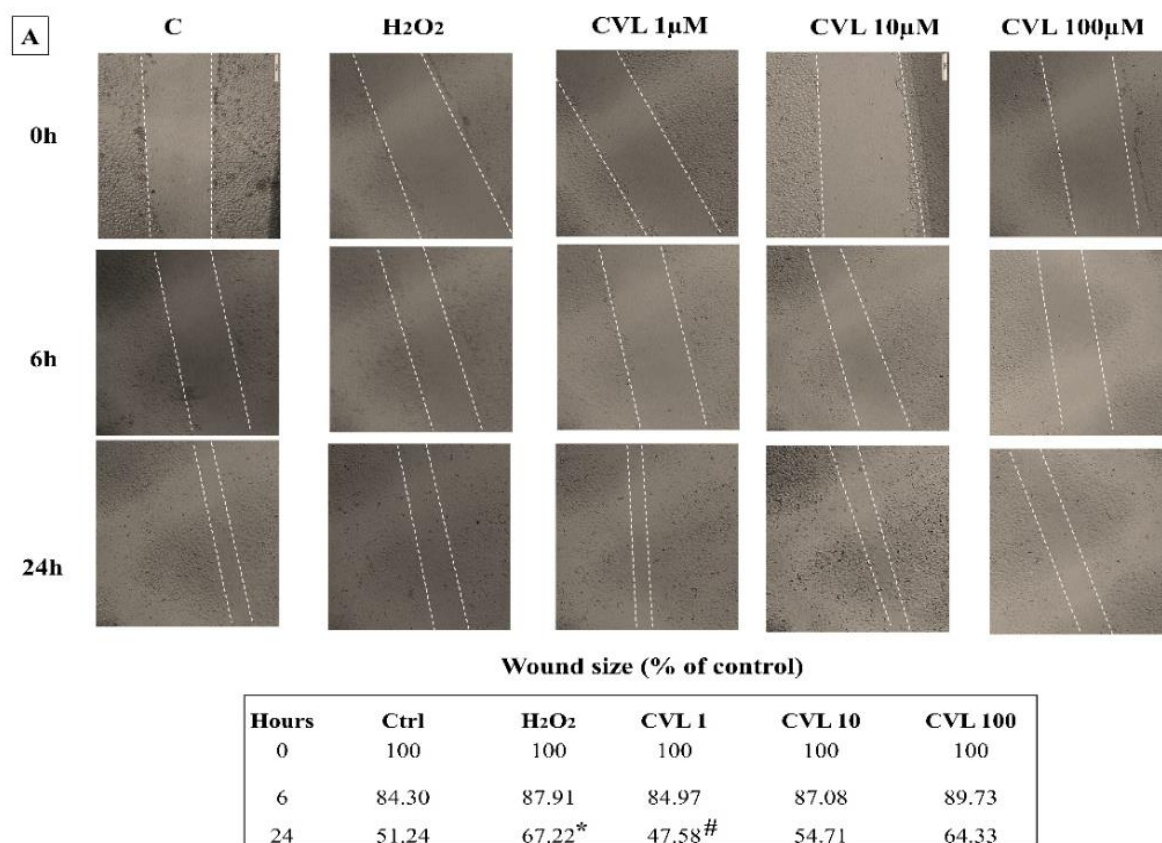 A
C H₂O₂ CVL 1µM CVL 10µM CVL 100µM
0h
6h
24h
Wound size (% of control)
Hours Ctrl H₂O₂ CVL 1 CVL 10 CVL 100
0 100 100 100 100 100
6 84.30 87.91 84.97 87.08 89.73
24 51.24 67.22* 47.58# 54.71 64.33